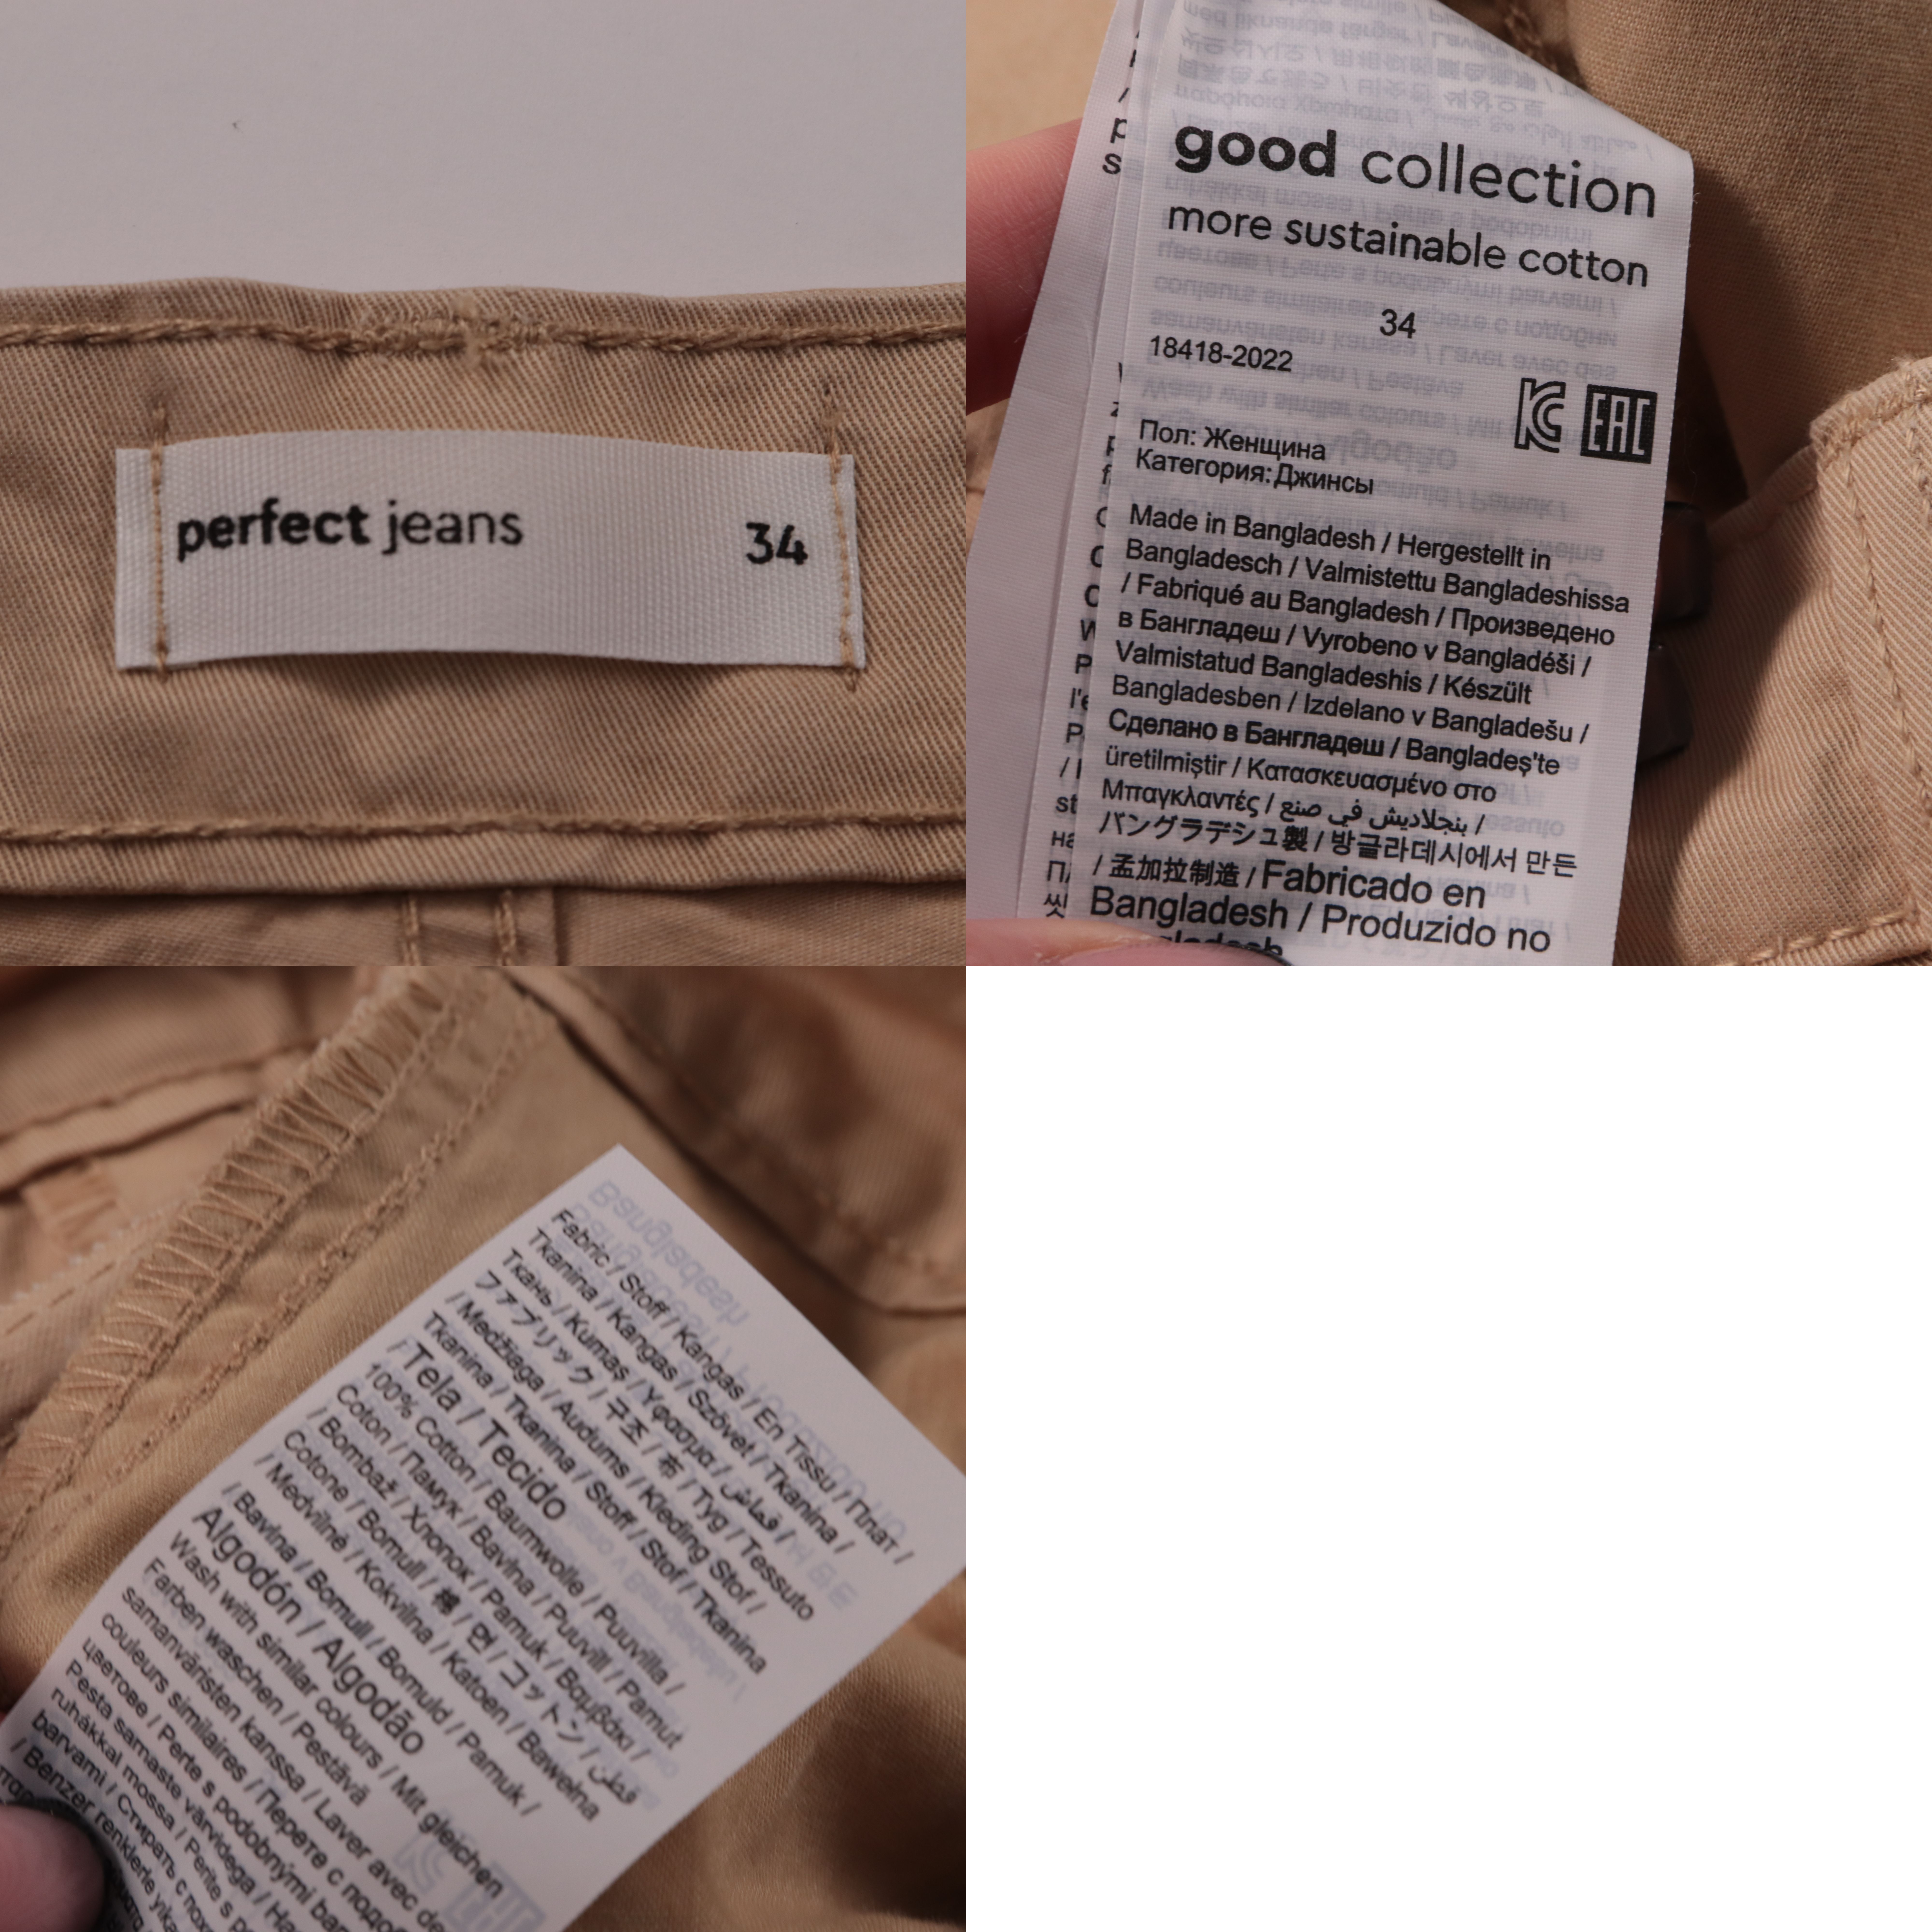 perfect jeans
34
good collection
more sustainable cotton
34
18418-2022
EAC
Пол: Женщина
Категория: Джинсы
Made in Bangladesh / Hergestellt in
Bangladesch / Valmistettu Bangladeshissa
/ Fabriqué au Bangladesh / Произведено
в Бангладеш / Vyrobeno v Bangladéši /
Valmistatud Bangladeshis / Készült
Bangladesben / Izdelano v Bangladešu /
Сделано в Бангладеш / Bangladeş'te
üretilmiştir / Κατασκευασμένο στο
Μπαγκλαντές / بنجلاديش في صنع /
バングラデシュ製 / 방글라데시에서 만든
/ 孟加拉制造 / Fabricado en
Bangladesh / Produzido no
Fabric / Stoff / Kangas / En Tissu / Плат /
Tkanina / Kangas / Szövet / Tkanina /
Ткань / Kumaş / Ύφασμα / قماش /
ファブリック / 구조 / 布 / Tyg / Tessuto
/ Medžiaga / Audums / Kleding Stof /
Tkanina / Tkanina / Stoff / Stof / Tkanina
/ Tela / Tecido
100% Cotton / Baumwolle / Puuvilla /
Coton / Памук / Bavlna / Puuvill / Pamut
/ Bombaž / Хлопок / Pamuk / Βαμβάκι /
Cotone / Bomull / 棉 / 면 / コットン / قطن
/ Medvilnė / Kokvilna / Katoen / Bawełna
/ Bavlna / Bomull / Bomuld / Pamuk /
Algodón / Algodão
Wash with similar colours / Mit gleichen
Farben waschen / Pestävä
samanväristen kanssa / Laver avec
couleurs similaires / Перете с
цветове / Perte s podobnými
Pesta samaste värvidega /
ruhákkal mossa / Perite s
barvami / Стирать с
/ Benzer renklerle